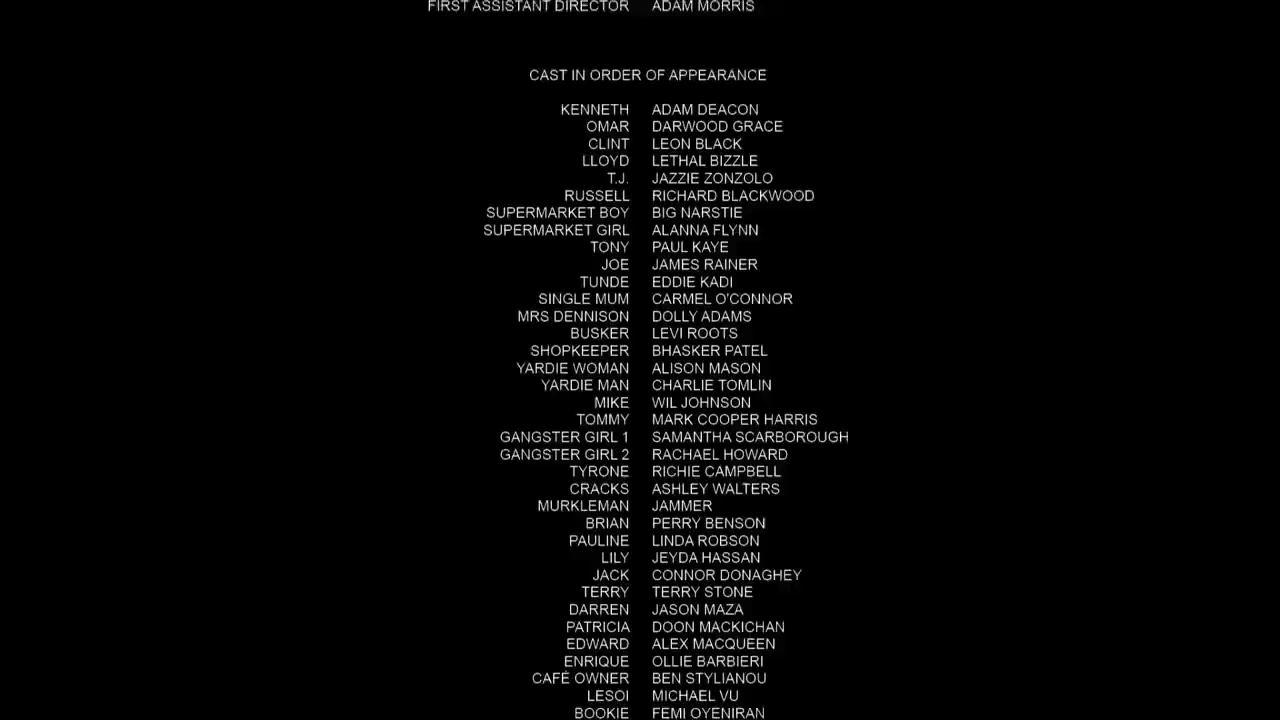 FIRST ASSISTANT DIRECTOR ADAM MORRIS
CAST IN ORDER OF APPEARANCE
KENNETH ADAM DEACON
OMAR DARWOOD GRACE
CLINT LEON BLACK
LLOYD LETHAL BIZZLE
T.J. JAZZIE ZONZOLO
RUSSELL RICHARD BLACKWOOD
SUPERMARKET BOY BIG NARSTIE
SUPERMARKET GIRL ALANNA FLYNN
TONY PAUL KAYE
JOE JAMES RAINER
TUNDE EDDIE KADI
SINGLE MUM CARMEL O'CONNOR
MRS DENNISON DOLLY ADAMS
BUSKER LEVI ROOTS
SHOPKEEPER BHASKER PATEL
YARDIE WOMAN ALISON MASON
YARDIE MAN CHARLIE TOMLIN
MIKE WIL JOHNSON
TOMMY MARK COOPER HARRIS
GANGSTER GIRL 1 SAMANTHA SCARBOROUGH
GANGSTER GIRL 2 RACHAEL HOWARD
TYRONE RICHIE CAMPBELL
CRACKS ASHLEY WALTERS
MURKLEMAN JAMMER
BRIAN PERRY BENSON
PAULINE LINDA ROBSON
LILY JEYDA HASSAN
JACK CONNOR DONAGHEY
TERRY TERRY STONE
DARREN JASON MAZA
PATRICIA DOON MACKICHAN
EDWARD ALEX MACQUEEN
ENRIQUE OLLIE BARBIERI
CAFÉ OWNER BEN STYLIANOU
LESOI MICHAEL VU
BOOKIE FEMI OYENIRAN